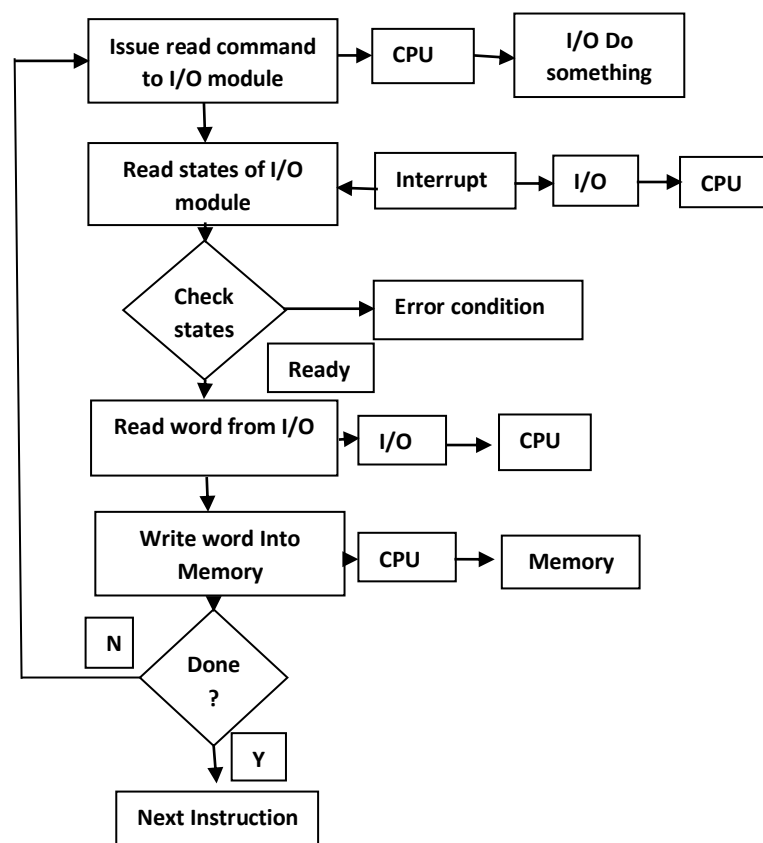 Issue read command
to I/O module
CPU
I/O Do
something
Read states of I/O
module
Interrupt
I/O
CPU
Check
states
Error condition
Ready
Read word from I/O
I/O
CPU
Write word Into
Memory
CPU
Memory
N
Done
?
Y
Next Instruction